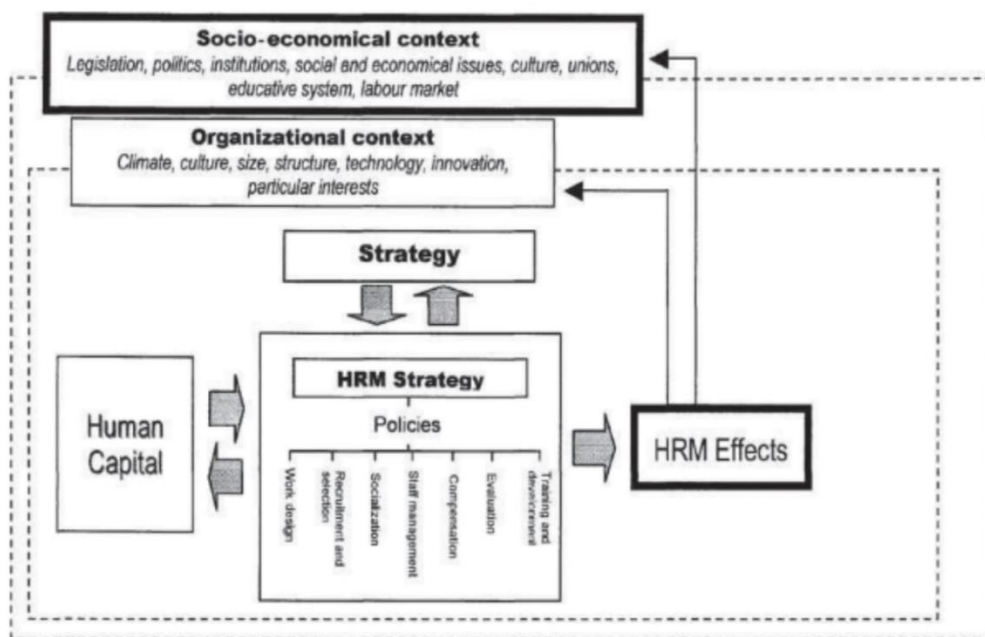 Socio-economical context
Legislation, politics, institutions, social and economical issues, culture, unions,
educative system, labour market
Organizational context
Climate, culture, size, structure, technology, innovation,
particular interests
Strategy
HRM Strategy
Policies
Human
Capital
Work design
Recruitment and
selection
Socialization
Staff management
Compensation
Evaluation
Training and
development
HRM Effects